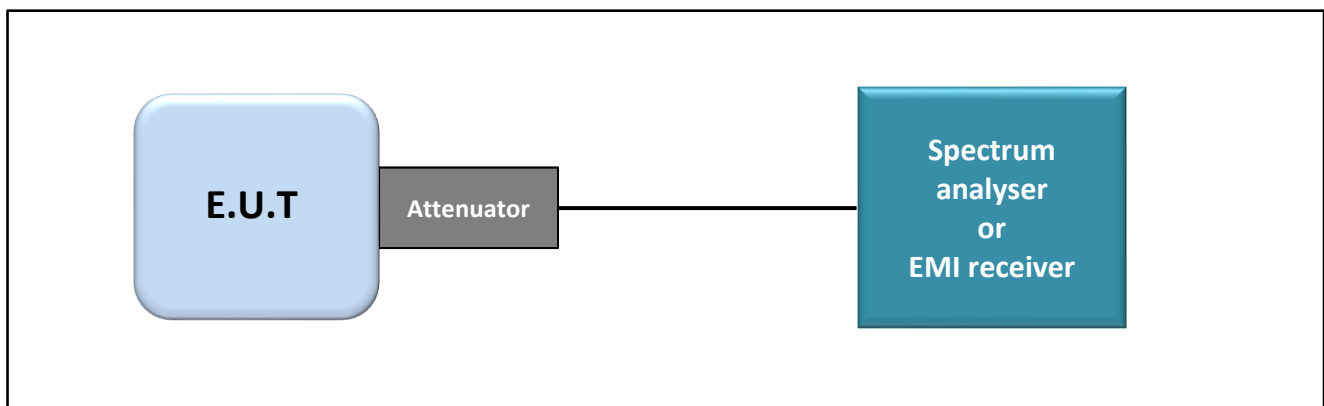 E.U.T
Attenuator
Spectrum
analyser
or
EMI receiver